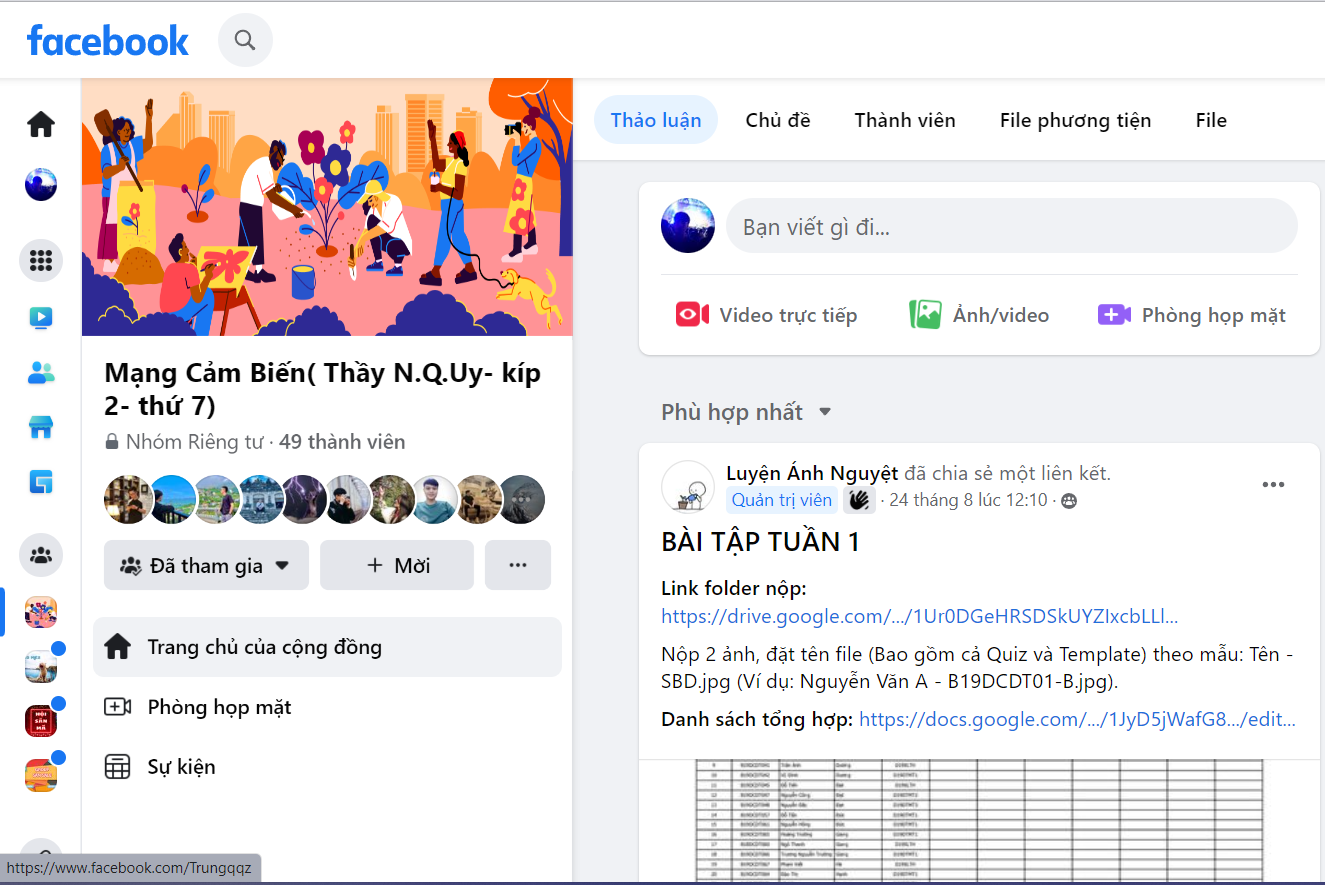 facebook
Thảo luận
Chủ đề
Thành viên
File phương tiện
File
Bạn viết gì đi...
Video trực tiếp
Ảnh/video
Phòng họp mặt
Mạng Cảm Biến( Thầy N.Q.Uy- kíp
2- thứ 7)
Nhóm Riêng tư · 49 thành viên
Đã tham gia
+ Mời
Trang chủ của cộng đồng
Phòng họp mặt
Sự kiện
Phù hợp nhất
Luyện Ánh Nguyệt đã chia sẻ một liên kết.
Quản trị viên · 24 tháng 8 lúc 12:10 ·
BÀI TẬP TUẦN 1
Link folder nộp:
https://drive.google.com/.../1Ur0DGeHRSDSkUYZIxcbLLl...
Nộp 2 ảnh, đặt tên file (Bao gồm cả Quiz và Template) theo mẫu: Tên -
SBD.jpg (Ví dụ: Nguyễn Văn A - B19DCDT01-B.jpg).
Danh sách tổng hợp: https://docs.google.com/.../1JyD5jWafG8.../edit...
HỘI
SĂN
MÃ
https://www.facebook.com/Trungqqz